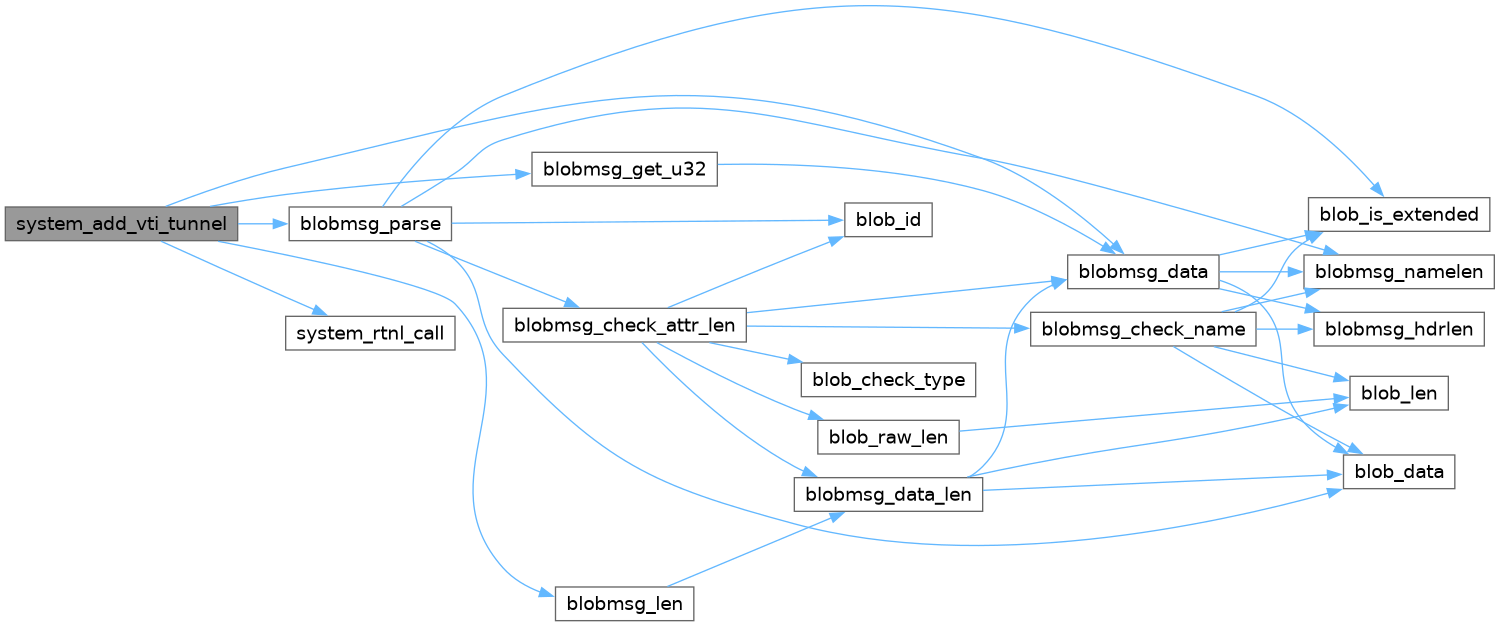 system_add_vti_tunnel
blobmsg_parse
system_rtnl_call
blobmsg_get_u32
blobmsg_check_attr_len
blobmsg_len
blob_id
blob_check_type
blob_raw_len
blobmsg_data_len
blobmsg_data
blobmsg_check_name
blob_is_extended
blobmsg_namelen
blobmsg_hdrlen
blob_len
blob_data